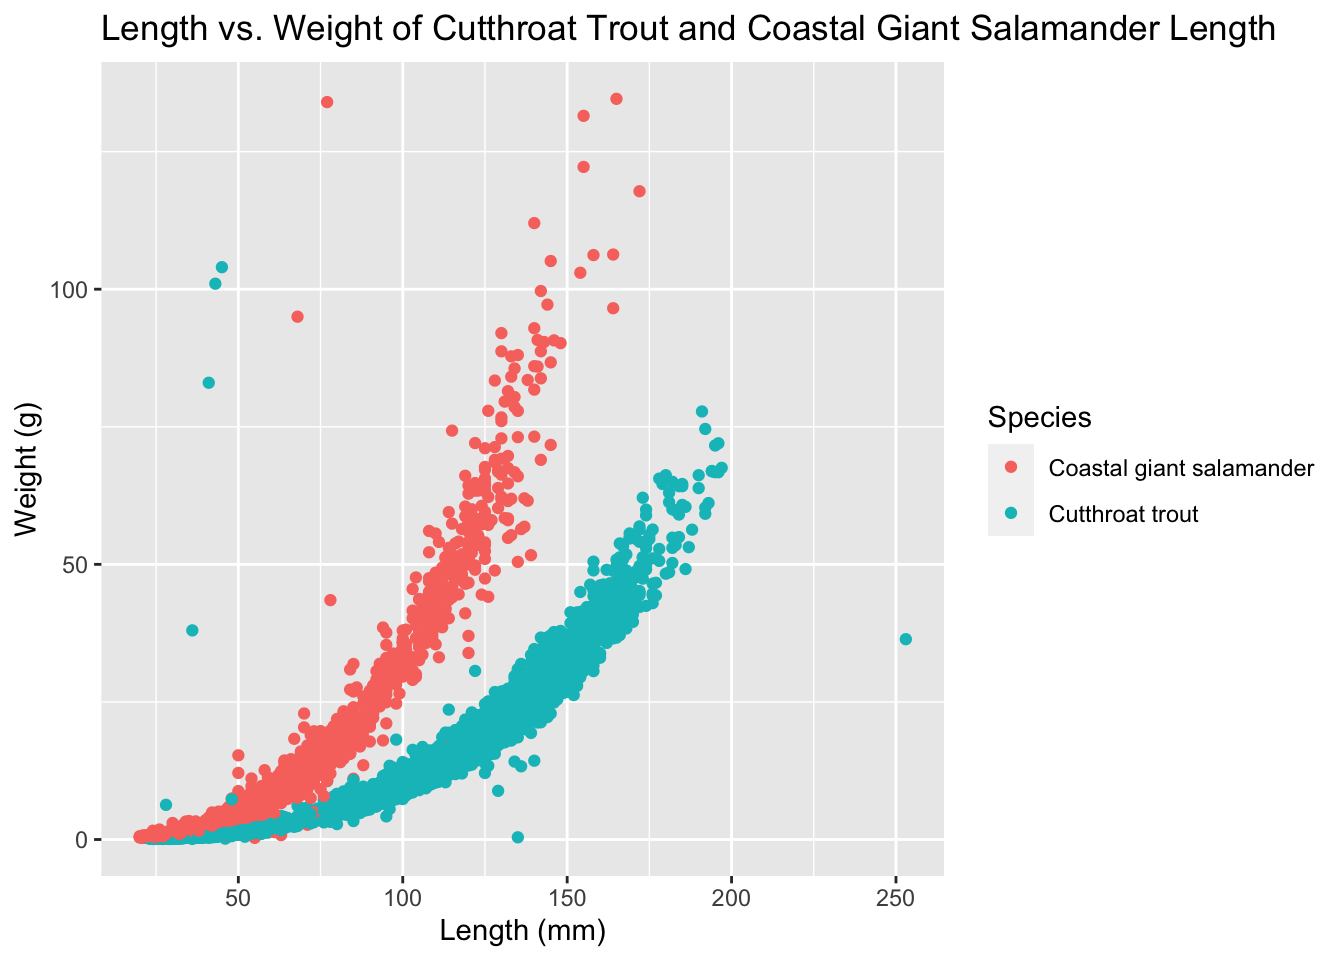 Length vs. Weight of Cutthroat Trout and Coastal Giant Salamander Length
Weight (g)
100
50
0
50 100 150 200 250
Length (mm)
Species
Coastal giant salamander
Cutthroat trout